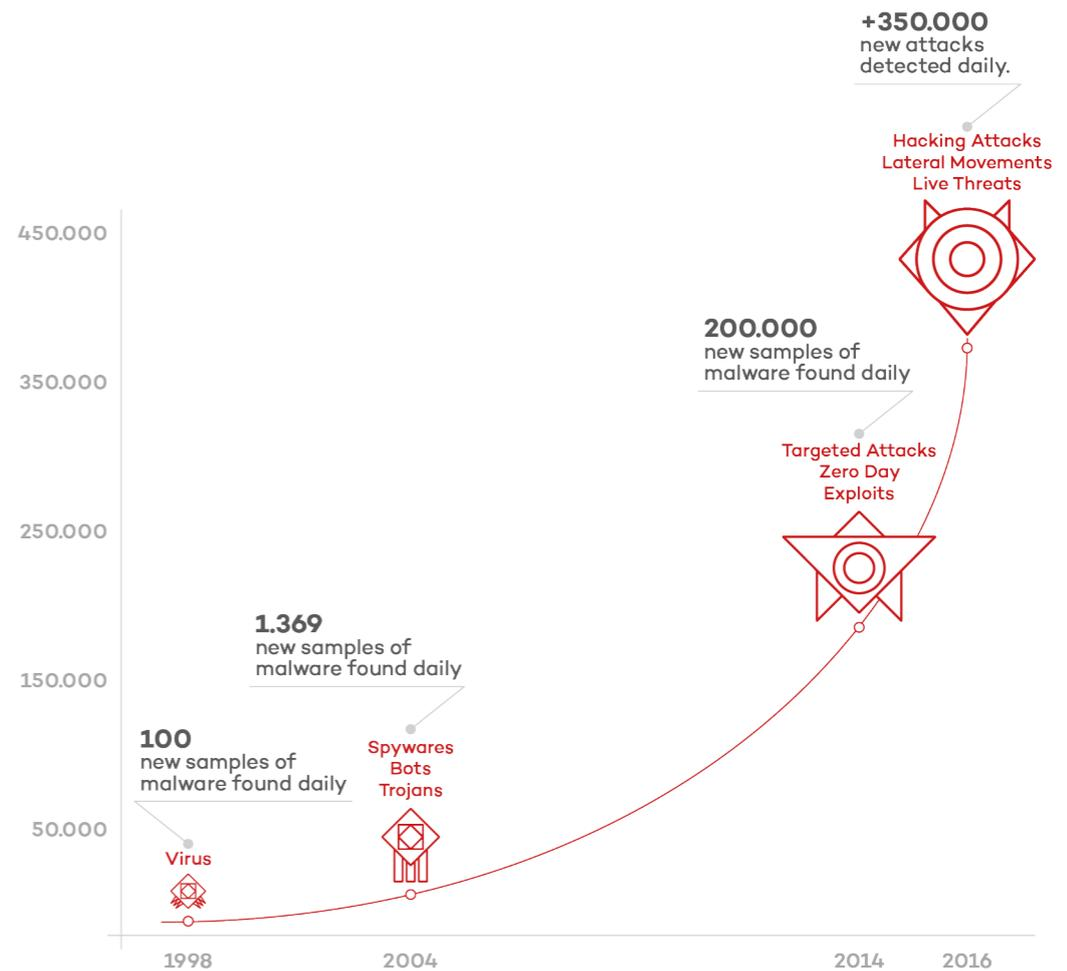 +350.000
new attacks
detected daily.
Hacking Attacks
Lateral Movements
Live Threats
450.000
200.000
new samples of
malware found daily
350.000
Targeted Attacks
Zero Day
Exploits
250.000
1.369
new samples of
malware found daily
150.000
100
new samples of
malware found daily
Spywares
Bots
Trojans
50.000
Virus
1998
2004
2014
2016